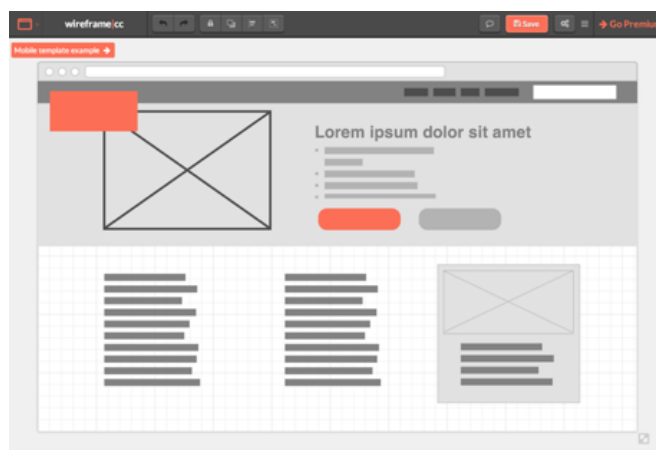 wireframe|cc
Save
Go Premium
Mobile template example
Lorem ipsum dolor sit amet